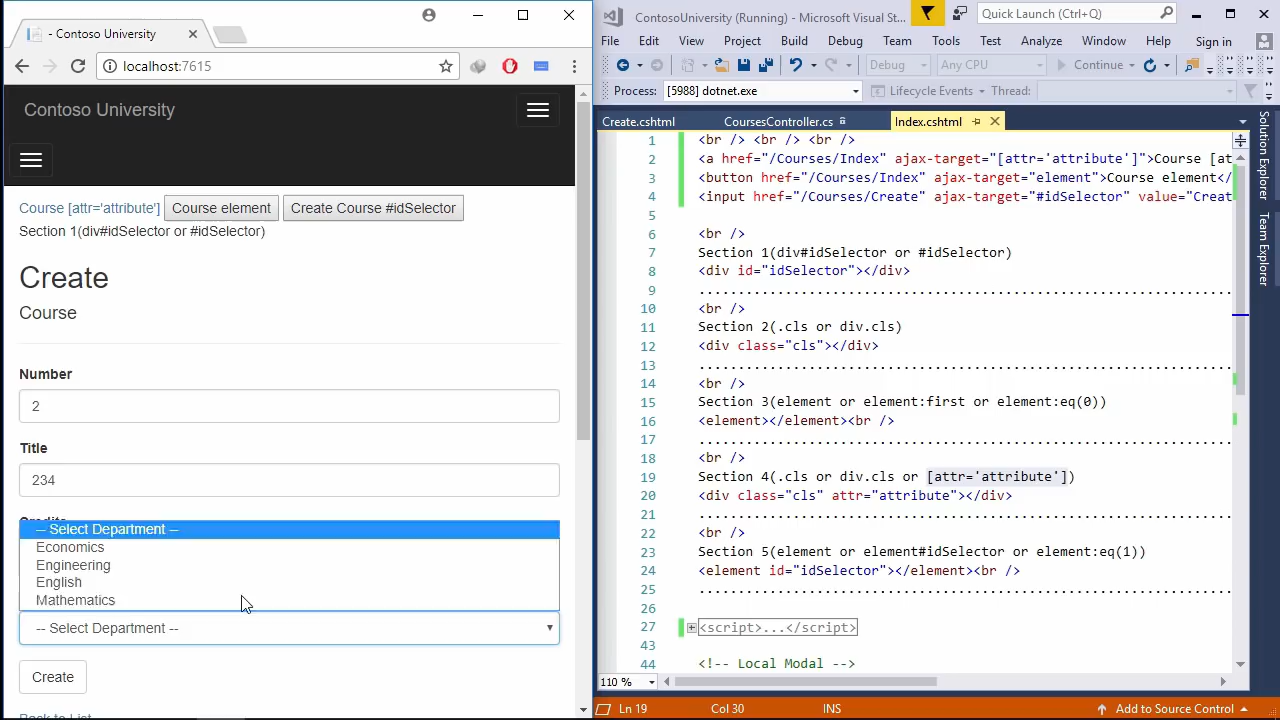 - Contoso University
localhost:7615
Contoso University
Course [attr='attribute'] Course element Create Course #idSelector
Section 1(div#idSelector or #idSelector)
Create
Course
Number
2
Title
234
-- Select Department --
Economics
Engineering
English
Mathematics
-- Select Department --
Create
Back to List
ContosoUniversity (Running) - Microsoft Visual St... Quick Launch (Ctrl+Q)
File Edit View Project Build Debug Team Tools Test Analyze Window Help Sign in
Debug Any CPU Continue
Process: [5988] dotnet.exe Lifecycle Events Thread:
Create.cshtml CoursesController.cs Index.cshtml
1 <br /> <br /> <br />
2 <a href="/Courses/Index" ajax-target="[attr='attribute']">Course [at
3 <button href="/Courses/Index" ajax-target="element">Course element</
4 <input href="/Courses/Create" ajax-target="#idSelector" value="Creat
5
6 <br />
7 Section 1(div#idSelector or #idSelector)
8 <div id="idSelector"></div>
9 ......................................................................
10 <br />
11 Section 2(.cls or div.cls)
12 <div class="cls"></div>
13 ......................................................................
14 <br />
15 Section 3(element or element:first or element:eq(0))
16 <element></element><br />
17 ......................................................................
18 <br />
19 Section 4(.cls or div.cls or [attr='attribute'])
20 <div class="cls" attr="attribute"></div>
21 ......................................................................
22 <br />
23 Section 5(element or element#idSelector or element:eq(1))
24 <element id="idSelector"></element><br />
25 ......................................................................
26
27 <script>...</script>
43
44 <!-- Local Modal -->
110 %
Ln 19 Col 30 INS Add to Source Control
Solution Explorer
Team Explorer